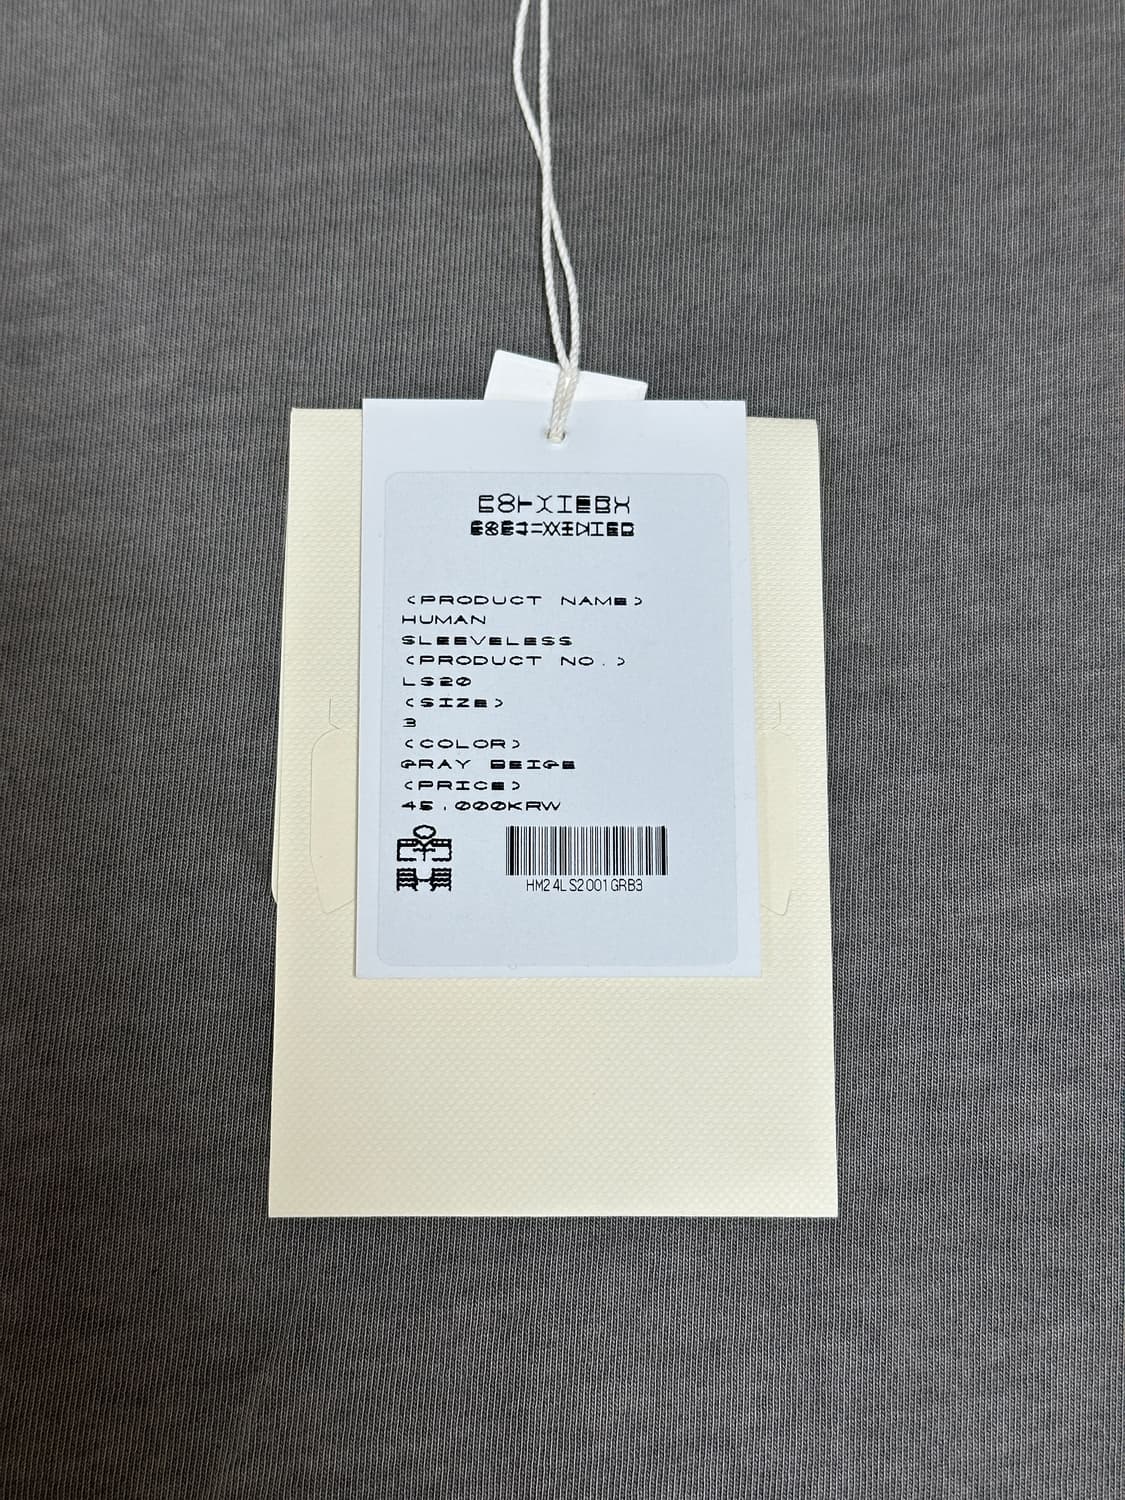 <PRODUCT NAME>
HUMAN
SLEEVELESS
<PRODUCT NO.>
LS20
<SIZE>
3
<COLOR>
GRAY BEIGE
<PRICE>
45,000KRW
HM24LS2001GRB3